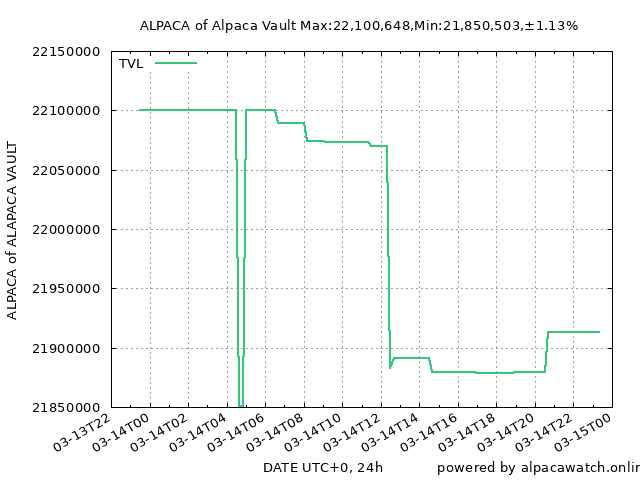 ALPACA of Alpaca Vault Max:22,100,648,Min:21,850,503,±1.13%
TVL
22150000
22100000
22050000
22000000
21950000
21900000
21850000
ALPACA of ALAPACA VAULT
03-13T22
03-14T00
03-14T02
03-14T04
03-14T06
03-14T08
03-14T10
03-14T12
03-14T14
03-14T16
03-14T18
03-14T20
03-14T22
03-15T00
DATE UTC+0, 24h
powered by alpacawatch.onlin